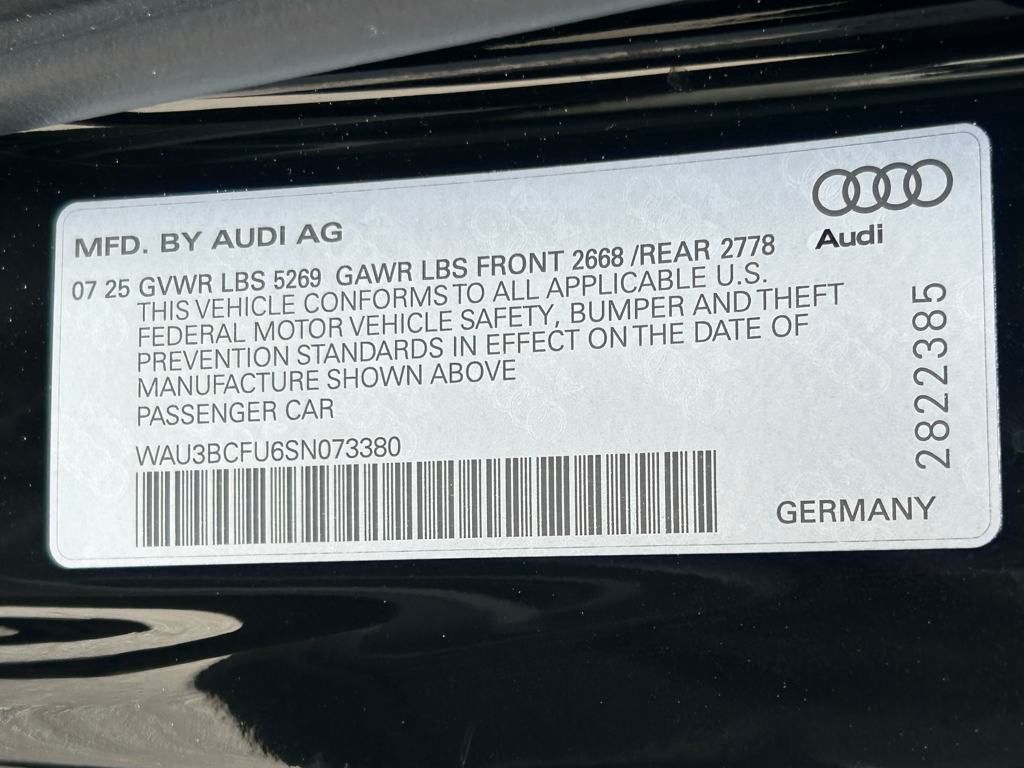 MFD. BY AUDI AG
Audi
07 25 GVWR LBS 5269 GAWR LBS FRONT 2668 /REAR 2778
THIS VEHICLE CONFORMS TO ALL APPLICABLE U.S.
FEDERAL MOTOR VEHICLE SAFETY, BUMPER AND THEFT
PREVENTION STANDARDS IN EFFECT ON THE DATE OF
MANUFACTURE SHOWN ABOVE
PASSENGER CAR
WAU3BCFU6SN073380
GERMANY
2822385